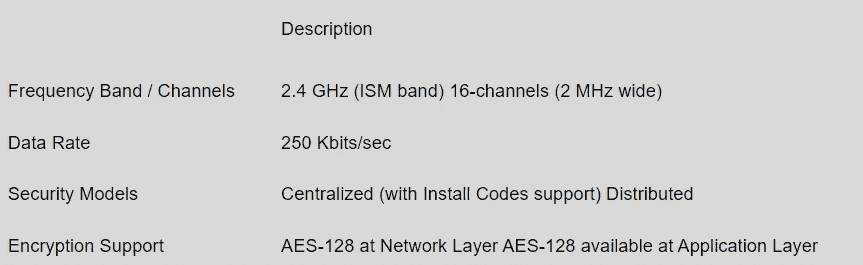 Description
Frequency Band / Channels 2.4 GHz (ISM band) 16-channels (2 MHz wide)
Data Rate 250 Kbits/sec
Security Models Centralized (with Install Codes support) Distributed
Encryption Support AES-128 at Network Layer AES-128 available at Application Layer